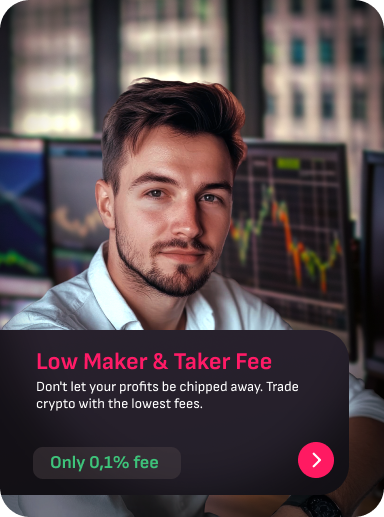 Low Maker & Taker Fee
Don't let your profits be chipped away. Trade
crypto with the lowest fees.
Only 0,1% fee